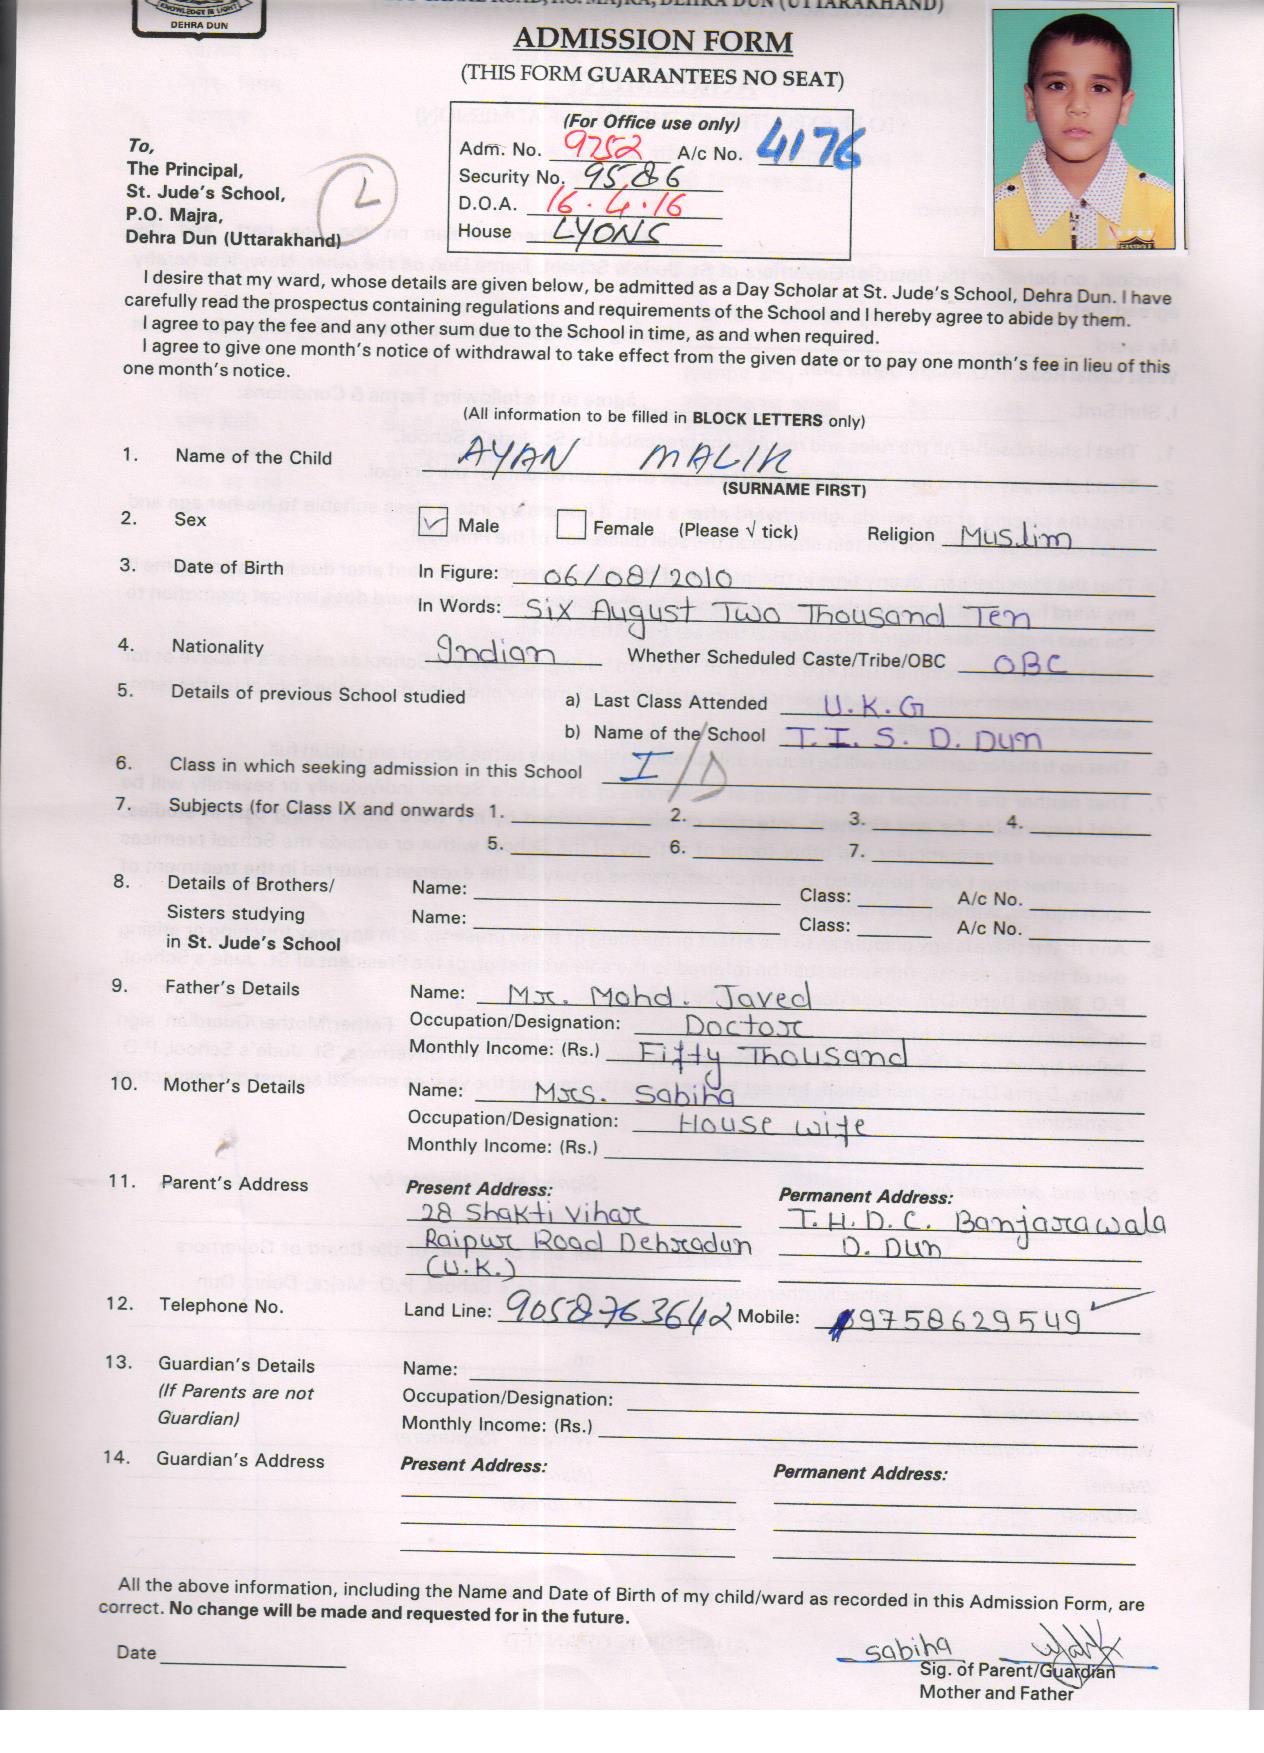 KNOWLEDGE IS LIGHT
DEHRA DUN
ROAD, P.O. MAJRA, DEHRA DUN (UTTARAKHAND)
ADMISSION FORM
(THIS FORM GUARANTEES NO SEAT)
(For Office use only)
Adm. No. 9752 A/c No. 4176
Security No. 9586
D.O.A. 16.4.16
House LYONS
To,
The Principal,
St. Jude's School,
P.O. Majra,
Dehra Dun (Uttarakhand)
L
I desire that my ward, whose details are given below, be admitted as a Day Scholar at St. Jude's School, Dehra Dun. I have
carefully read the prospectus containing regulations and requirements of the School and I hereby agree to abide by them.
I agree to pay the fee and any other sum due to the School in time, as and when required.
I agree to give one month's notice of withdrawal to take effect from the given date or to pay one month's fee in lieu of this
one month's notice.
(All information to be filled in BLOCK LETTERS only)
1. Name of the Child AYAN MALIK
(SURNAME FIRST)
2. Sex ✓ Male Female (Please √ tick) Religion Muslim
3. Date of Birth In Figure: 06/08/2010
In Words: Six August Two Thousand Ten
4. Nationality Indian Whether Scheduled Caste/Tribe/OBC OBC
5. Details of previous School studied a) Last Class Attended U.K.G
b) Name of the School T.I.S. D.Dun
6. Class in which seeking admission in this School I/D
7. Subjects (for Class IX and onwards 1. 2. 3. 4.
5. 6. 7.
8. Details of Brothers/ Name: Class: A/c No.
Sisters studying Name: Class: A/c No.
in St. Jude's School
9. Father's Details Name: Mr. Mohd. Javed
Occupation/Designation: Doctor
Monthly Income: (Rs.) Fifty Thousand
10. Mother's Details Name: Mrs. Sabiha
Occupation/Designation: House wife
Monthly Income: (Rs.)
11. Parent's Address Present Address: Permanent Address:
28 Shakti Vihar T.H.D.C. Banjarawala
Raipur Road Dehradun D. Dun
(U.K.)
12. Telephone No. Land Line: 9058763642 Mobile: 9758629549
13. Guardian's Details Name:
(If Parents are not Occupation/Designation:
Guardian) Monthly Income: (Rs.)
14. Guardian's Address Present Address: Permanent Address:
All the above information, including the Name and Date of Birth of my child/ward as recorded in this Admission Form, are
correct. No change will be made and requested for in the future.
Date sabiha
Sig. of Parent/Guardian
Mother and Father